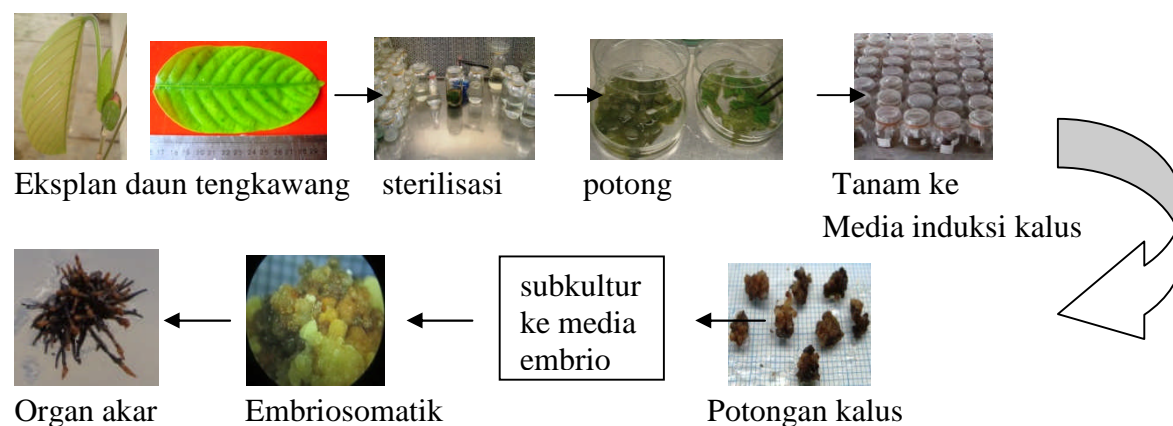 Eksplan daun tengkawang
sterilisasi
potong
Tanam ke
Media induksi kalus
subkultur
ke media
embrio
Organ akar
Embriosomatik
Potongan kalus